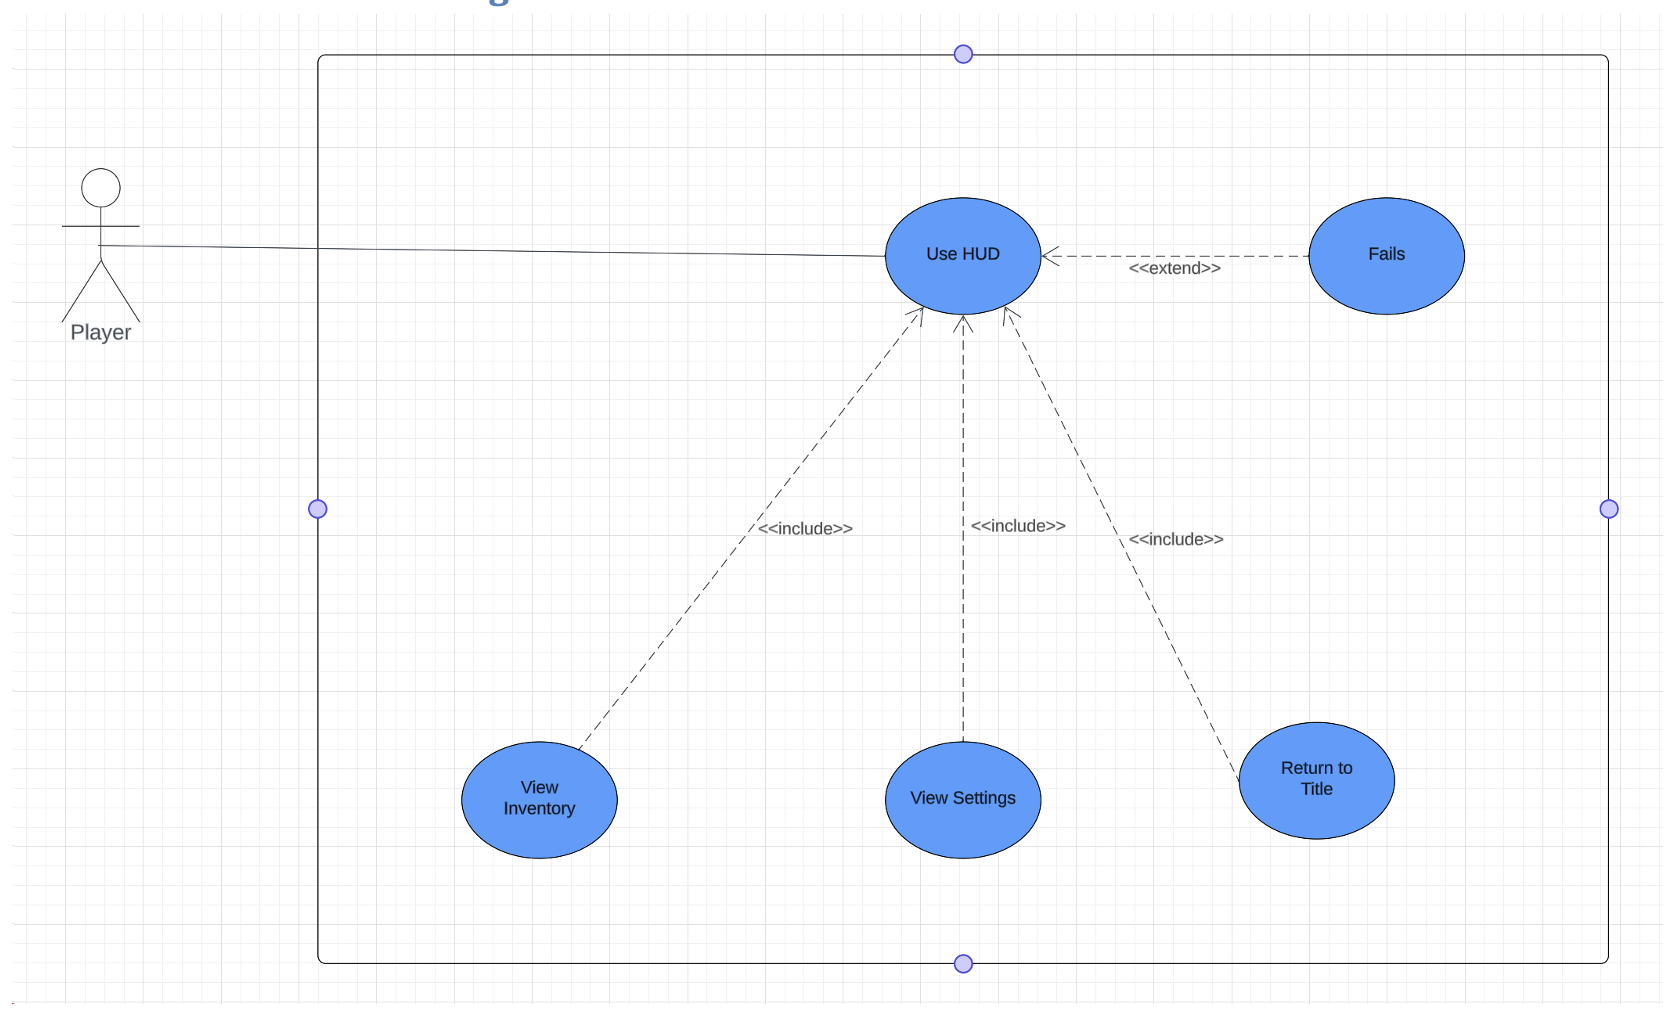 Use HUD
Fails
<<extend>>
Player
<<include>>
<<include>>
<<include>>
View
Inventory
View Settings
Return to
Title